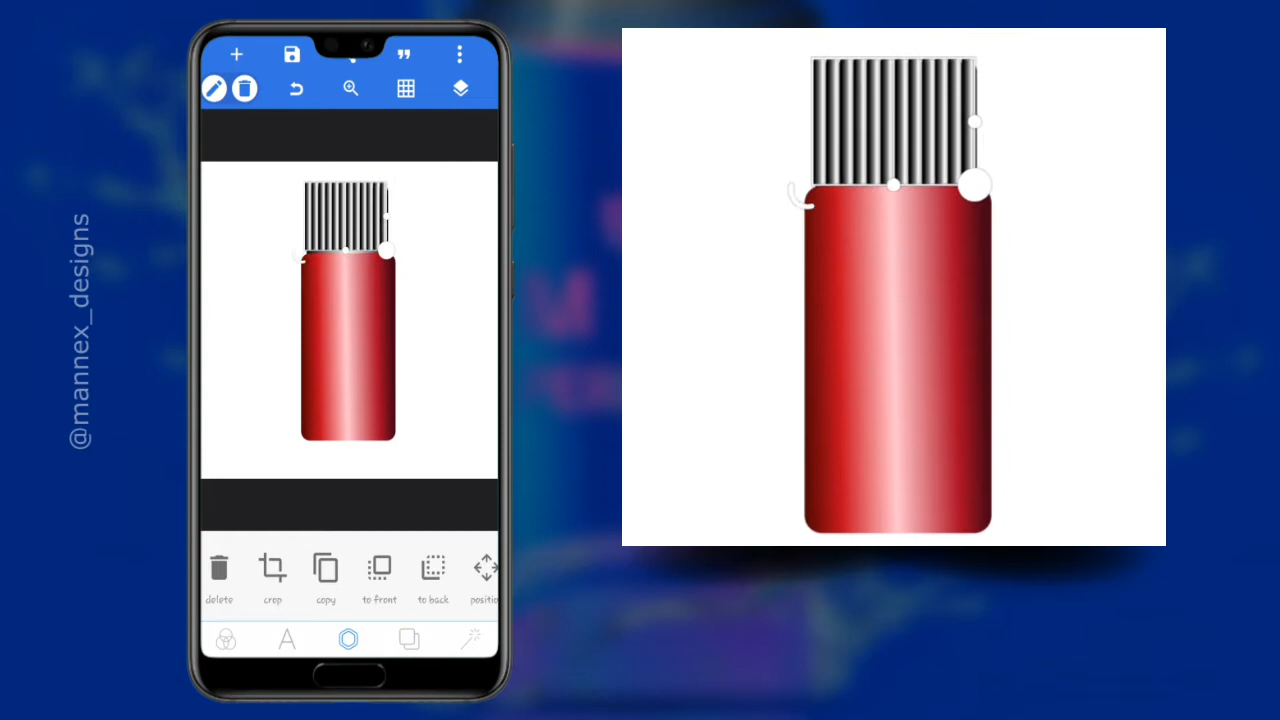 @mannex_designs
delete
crop
copy
to front
to back
positio